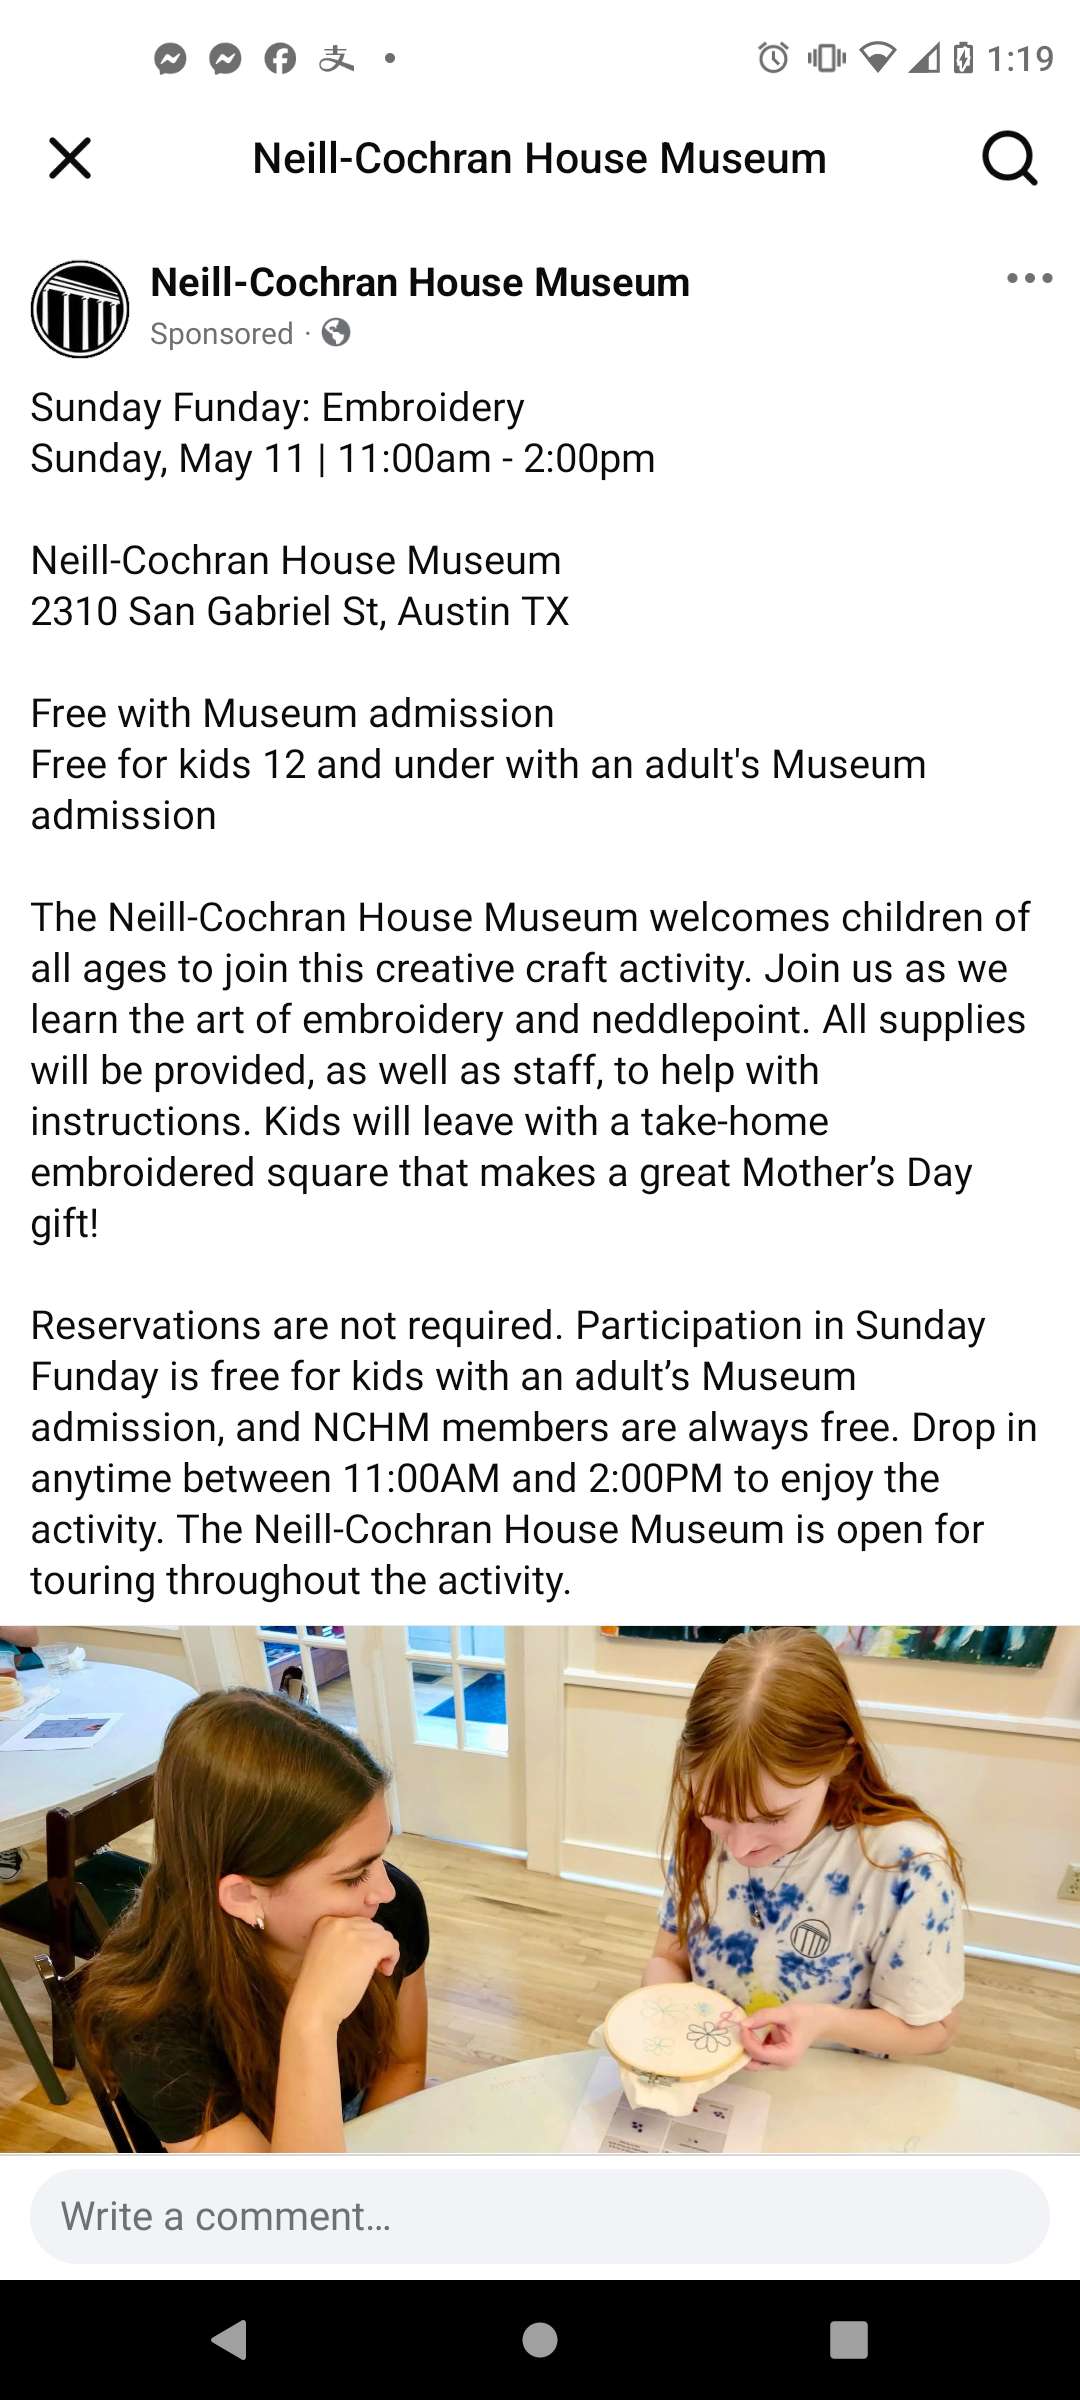 1:19
Neill-Cochran House Museum
Neill-Cochran House Museum
Sponsored ·
Sunday Funday: Embroidery
Sunday, May 11 | 11:00am - 2:00pm
Neill-Cochran House Museum
2310 San Gabriel St, Austin TX
Free with Museum admission
Free for kids 12 and under with an adult's Museum
admission
The Neill-Cochran House Museum welcomes children of
all ages to join this creative craft activity. Join us as we
learn the art of embroidery and neddlepoint. All supplies
will be provided, as well as staff, to help with
instructions. Kids will leave with a take-home
embroidered square that makes a great Mother’s Day
gift!
Reservations are not required. Participation in Sunday
Funday is free for kids with an adult’s Museum
admission, and NCHM members are always free. Drop in
anytime between 11:00AM and 2:00PM to enjoy the
activity. The Neill-Cochran House Museum is open for
touring throughout the activity.
Write a comment...